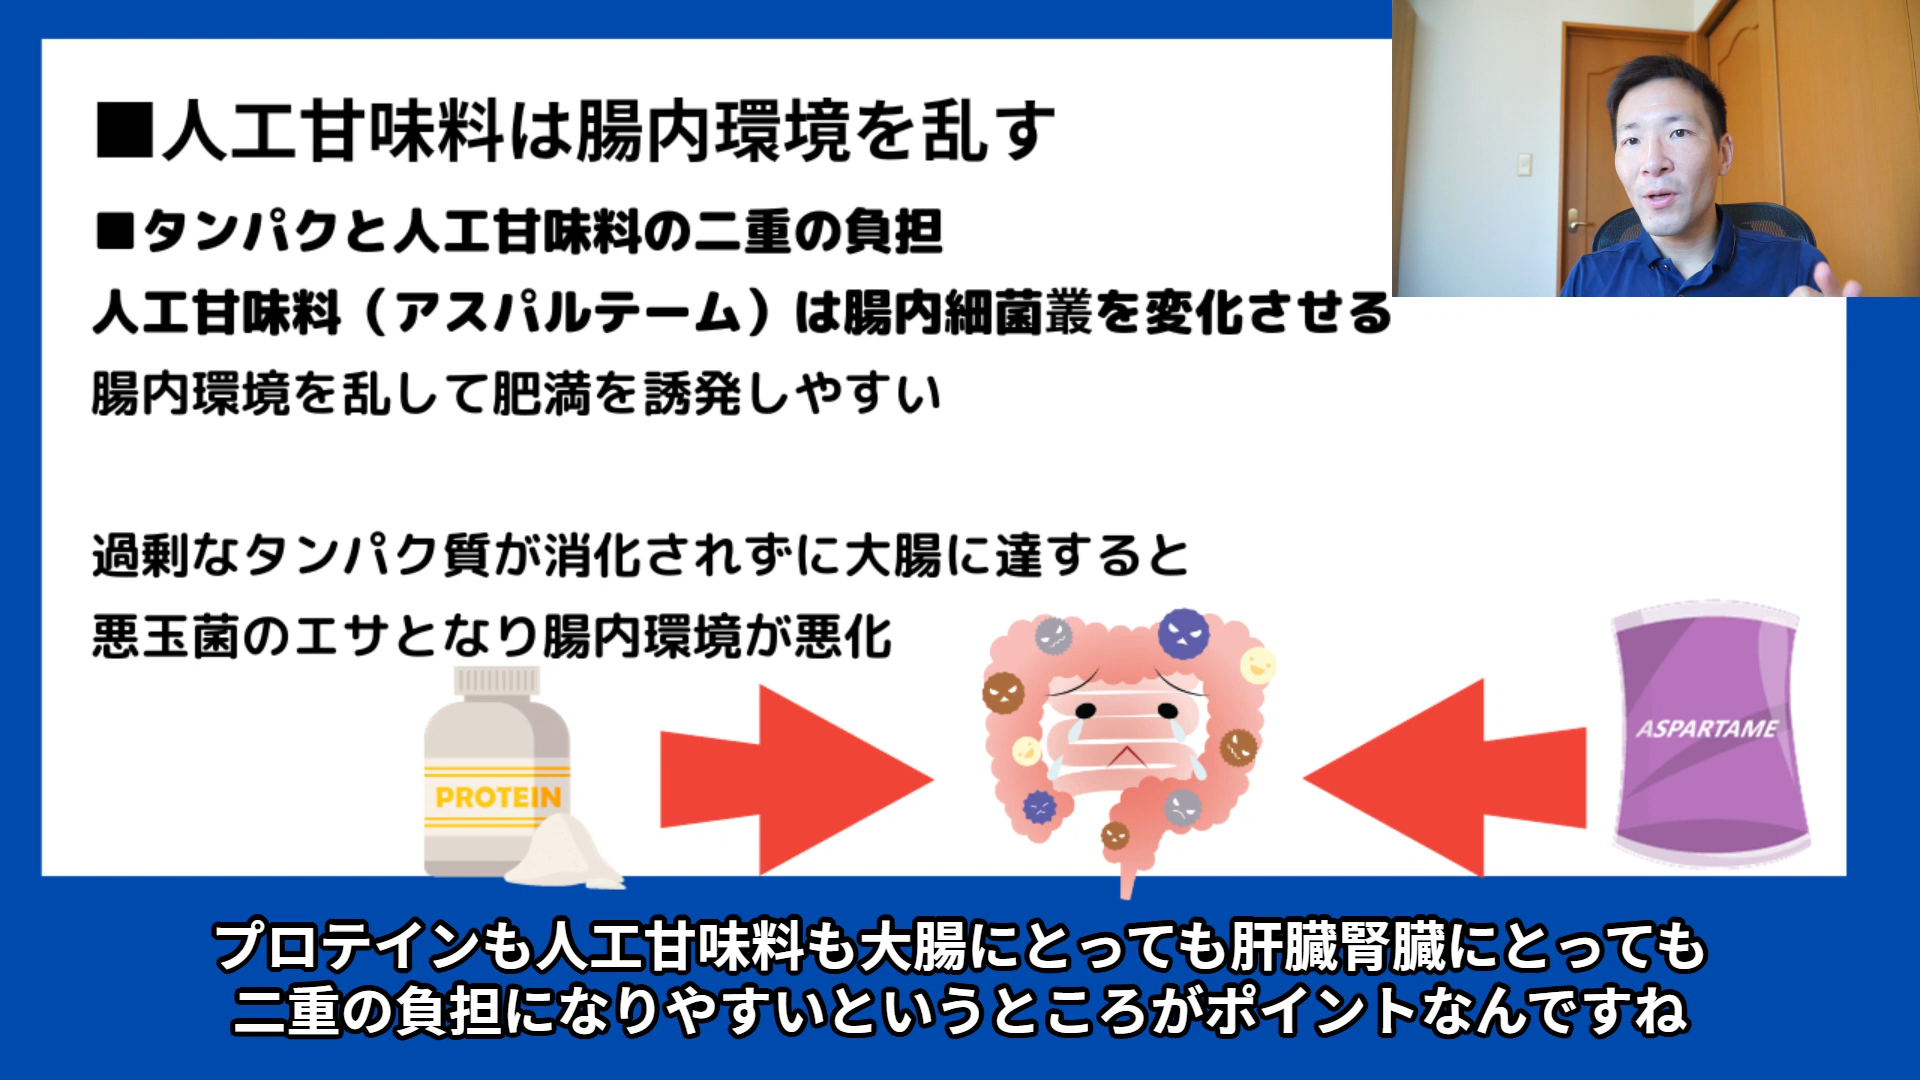 ■人工甘味料は腸内環境を乱す
■タンパクと人工甘味料の二重の負担
人工甘味料（アスパルテーム）は腸内細菌叢を変化させる
腸内環境を乱して肥満を誘発しやすい
過剰なタンパク質が消化されずに大腸に達すると
悪玉菌のエサとなり腸内環境が悪化
PROTEIN
ASPARTAME
プロテインも人工甘味料も大腸にとっても肝臓腎臓にとっても
二重の負担になりやすいというところがポイントなんですね